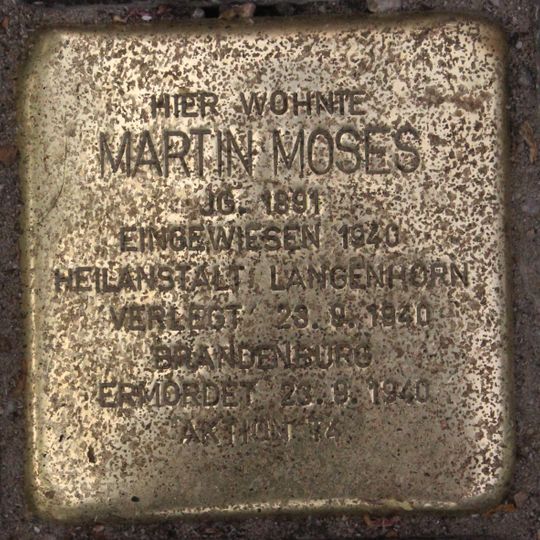 HIER WOHNTE
MARTIN MOSES
JG. 1891
EINGEWIESEN 1940
HEILANSTALT LANGENHORN
VERLEGT 23.9.1940
BRANDENBURG
ERMORDET 23.9.1940
AKTION T4